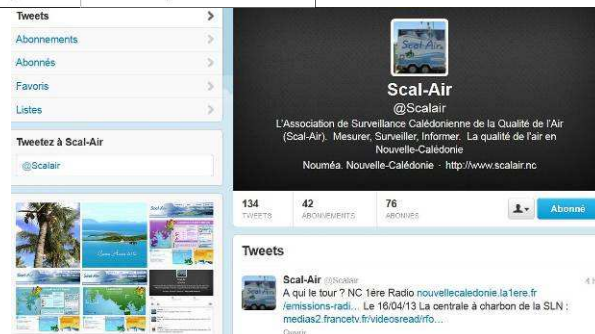 Tweets
Abonnements
Abonnés
Favoris
Listes
Tweetez à Scal-Air
@Scalair
Scal-Air
Scal-Air
@Scalair
L'Association de Surveillance Calédonienne de la Qualité de l'Air
(Scal-Air). Mesurer, Surveiller, Informer. La qualité de l'air en
Nouvelle-Calédonie
Nouméa. Nouvelle-Calédonie · http://www.scalair.nc
134
TWEETS
42
ABONNEMENTS
76
ABONNÉS
Abonné
Tweets
Scal-Air @Scalair
A qui le tour ? NC 1ère Radio nouvellecaledonie.la1ere.fr
/emissions-radi... Le 16/04/13 La centrale à charbon de la SLN :
medias2.francetv.fr/videosread/rfo...
Ouvrir